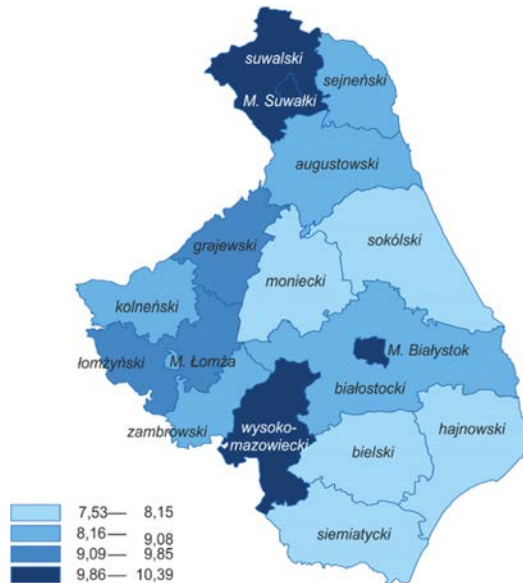 suwalski
sejneński
M. Suwałki
augustowski
sokólski
grajewski
moniecki
kolneński
łomżyński
M. Łomża
M. Białystok
białostocki
zambrowski
wysoko-
mazowiecki
hajnowski
bielski
siemiatycki
7,53— 8,15
8,16— 9,08
9,09— 9,85
9,86— 10,39